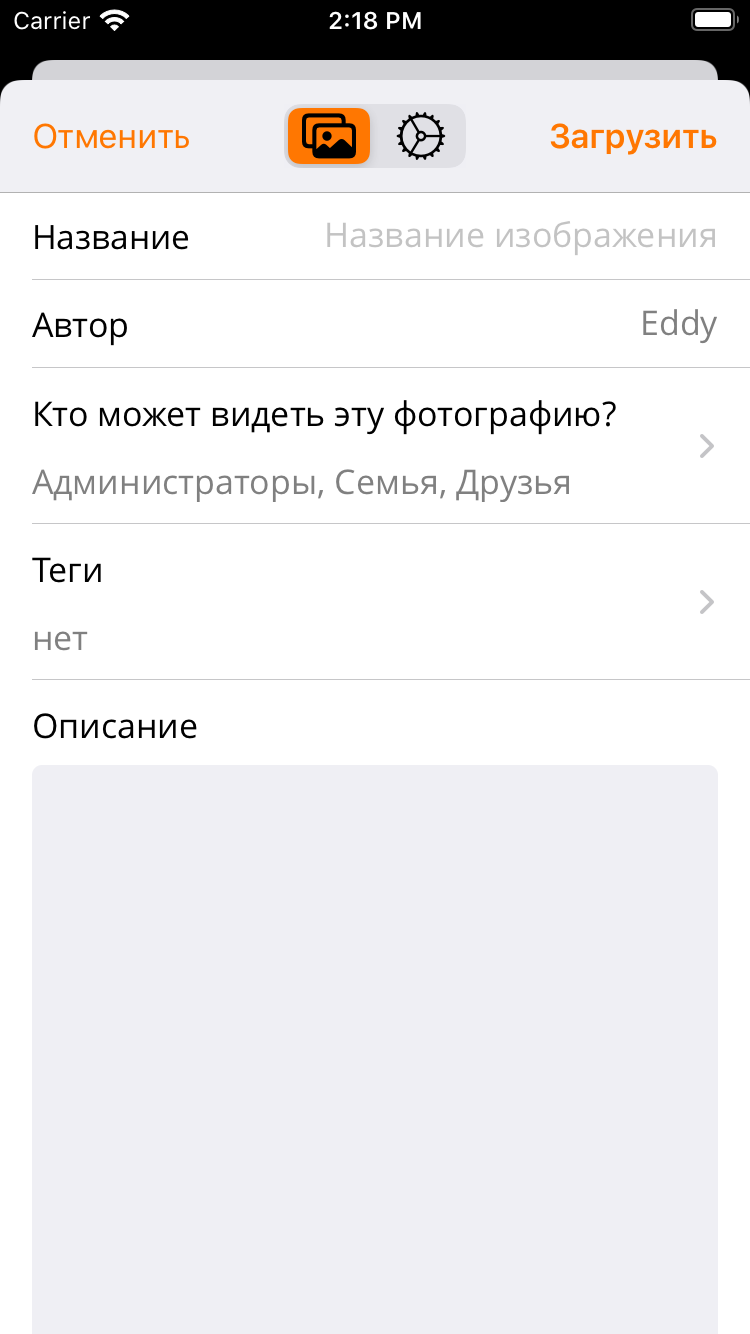 Carrier 2:18 PM
Отменить Загрузить
Название Название изображения
Автор Eddy
Кто может видеть эту фотографию?
Администраторы, Семья, Друзья
Теги
нет
Описание